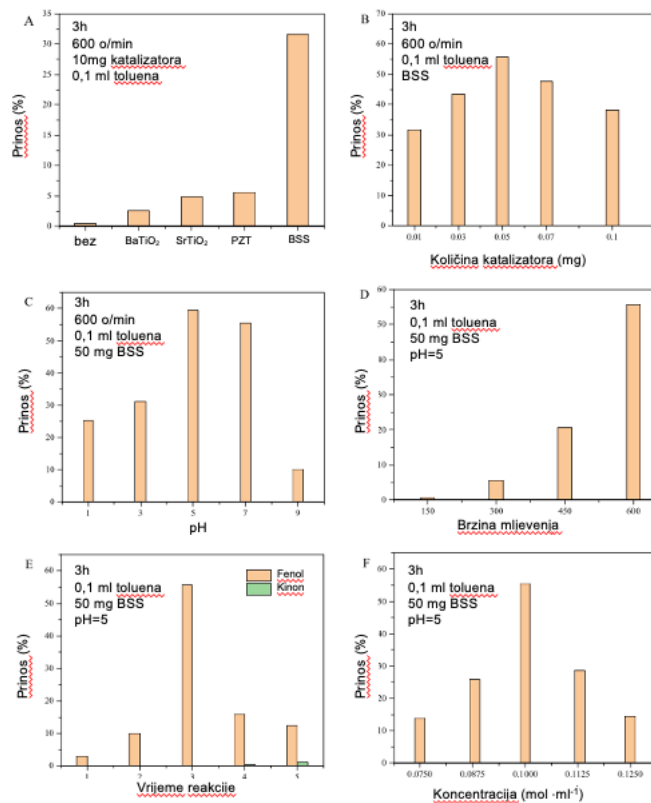 A
3h
600 o/min
10mg katalizatora
0,1 ml toluena
35
30
25
20
15
10
5
0
Prinos (%)
bez BaTiO₂ SrTiO₂ PZT BSS
B
3h
600 o/min
0,1 ml toluena
BSS
70
60
50
40
30
20
10
0
Prinos (%)
0.01 0.03 0.05 0.07 0.1
Količina katalizatora (mg)
C
3h
600 o/min
0,1 ml toluena
50 mg BSS
60
50
40
30
20
10
0
Prinos (%)
1 3 5 7 9
pH
D
3h
0,1 ml toluena
50 mg BSS
pH=5
60
50
40
30
20
10
0
Prinos (%)
150 300 450 600
Brzina mljevenja
E
3h
0,1 ml toluena
50 mg BSS
pH=5
Fenol
Kinon
60
50
40
30
20
10
0
Prinos (%)
1 2 3 4 5
Vrijeme reakcije
F
3h
0,1 ml toluena
50 mg BSS
pH=5
60
50
40
30
20
10
0
Prinos (%)
0.0750 0.0875 0.1000 0.1125 0.1250
Koncentracija (mol ·ml⁻¹)